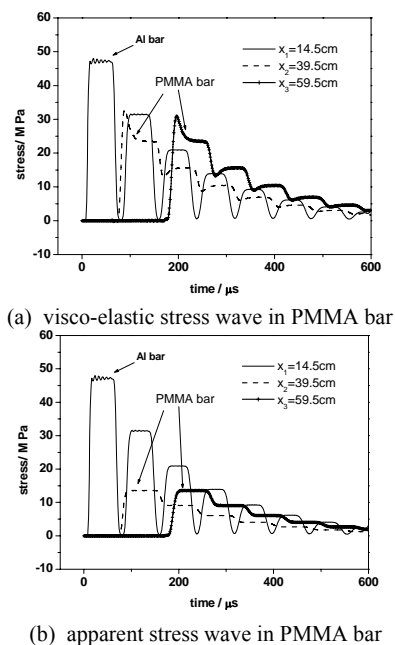 60
50
40
30
20
10
0
-10
stress/ M Pa
Al bar
PMMA bar
x1=14.5cm
x2=39.5cm
x3=59.5cm
0 200 400 600
time / μs
(a) visco-elastic stress wave in PMMA bar
60
50
40
30
20
10
0
-10
stress/ M Pa
Al bar
PMMA bar
x1=14.5cm
x2=39.5cm
x3=59.5cm
0 200 400 600
time / μs
(b) apparent stress wave in PMMA bar